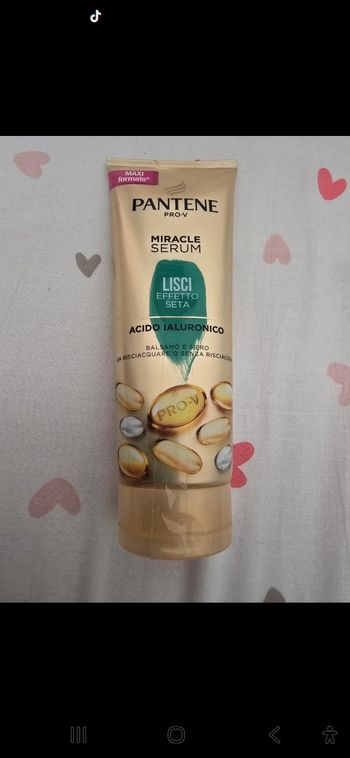 MAXI
formato*
PANTENE
PRO-V
MIRACLE
SERUM
LISCI
EFFETTO
SETA
ACIDO IALURONICO
BALSAMO E SIERO
DA RISCIACQUARE O SENZA RISCIACQUO
PRO-V